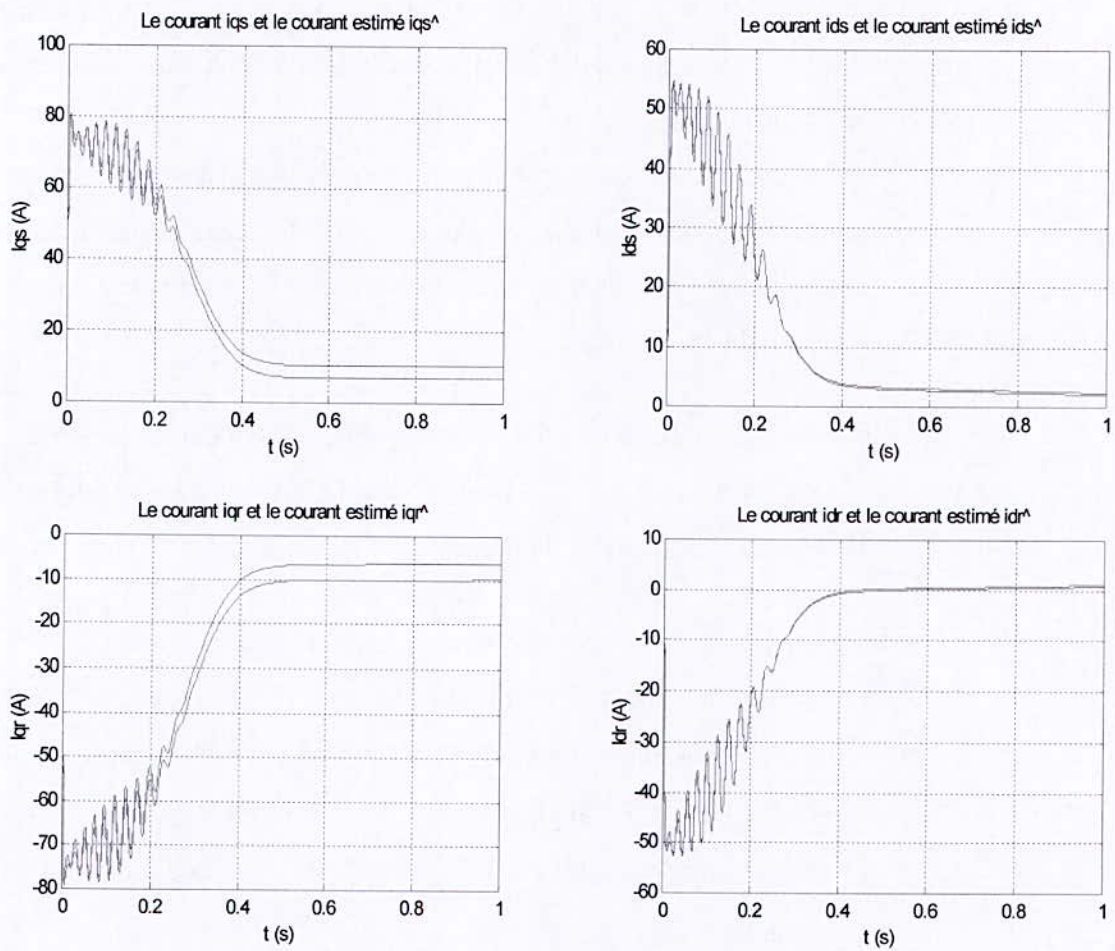 Le courant iqs et le courant estimé iqs^
100
80
60
40
20
0
Iqs (A)
0 0.2 0.4 0.6 0.8 1
t (s)
Le courant ids et le courant estimé ids^
60
50
40
30
20
10
0
Ids (A)
0 0.2 0.4 0.6 0.8 1
t (s)
Le courant iqr et le courant estimé iqr^
0
-10
-20
-30
-40
-50
-60
-70
-80
Iqr (A)
0 0.2 0.4 0.6 0.8 1
t (s)
Le courant idr et le courant estimé idr^
10
0
-10
-20
-30
-40
-50
-60
Idr (A)
0 0.2 0.4 0.6 0.8 1
t (s)